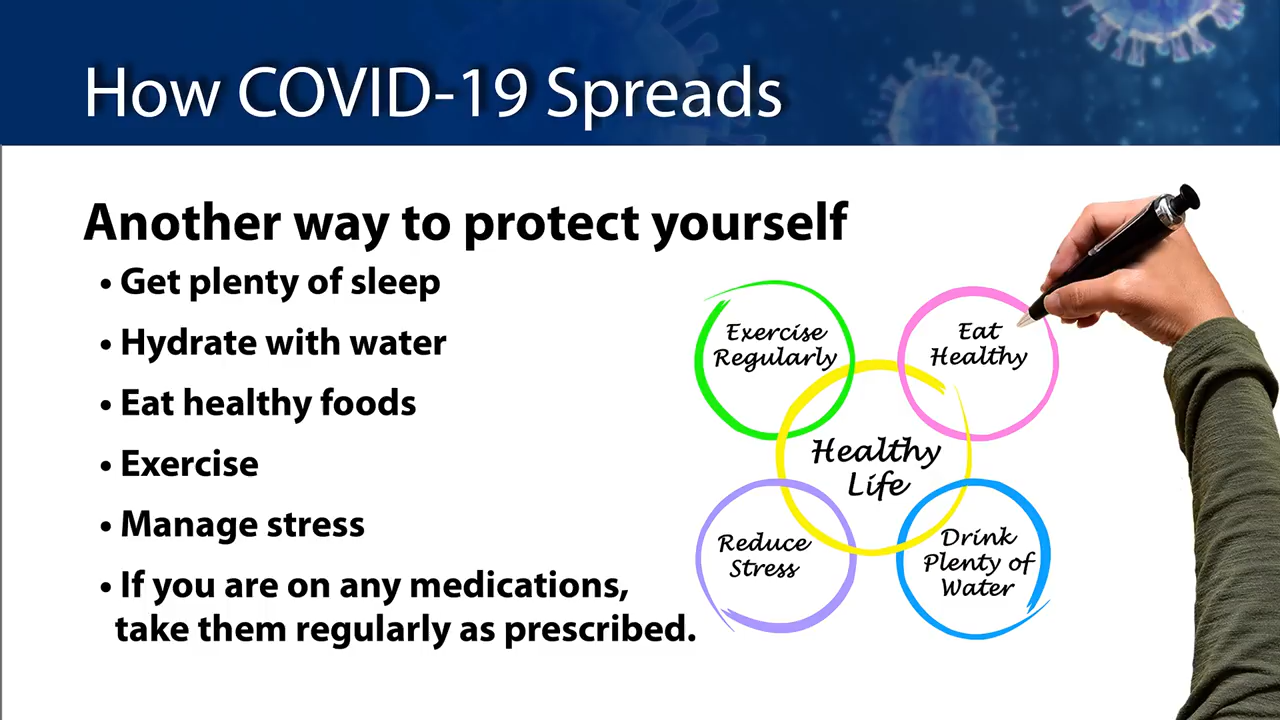 How COVID-19 Spreads
Another way to protect yourself
• Get plenty of sleep
• Hydrate with water
• Eat healthy foods
• Exercise
• Manage stress
• If you are on any medications,
take them regularly as prescribed.
Exercise
Regularly
Eat
Healthy
Healthy
Life
Reduce
Stress
Drink
Plenty of
Water